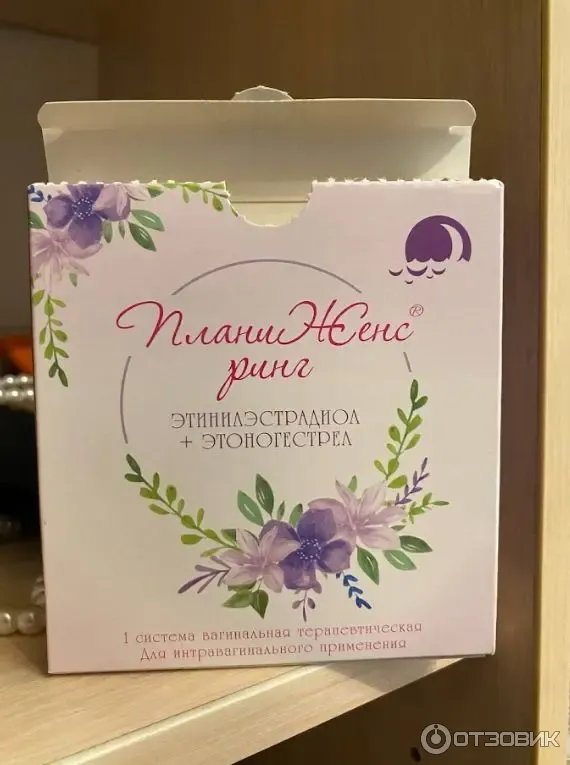 ПланиЖенс®
ринг
ЭТИНИЛЭСТРАДИОЛ
+ ЭТОНОГЕСТРЕЛ
1 система вагинальная терапевтическая
Для интравагинального применения
ОТЗОВИК